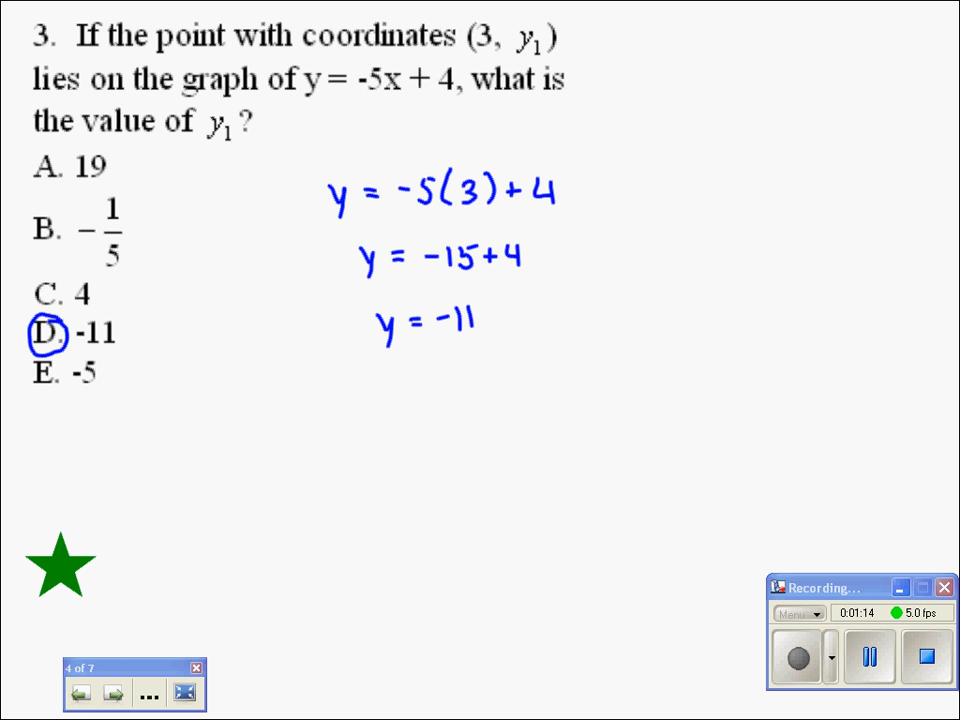 3. If the point with coordinates (3, y₁)
lies on the graph of y = -5x + 4, what is
the value of y₁ ?
A. 19
B. − 1/5
C. 4
D. -11
E. -5
y = -5(3) + 4
y = -15 + 4
y = -11
Recording...
Menu 0:01:14 5.0 fps
4 of 7
...